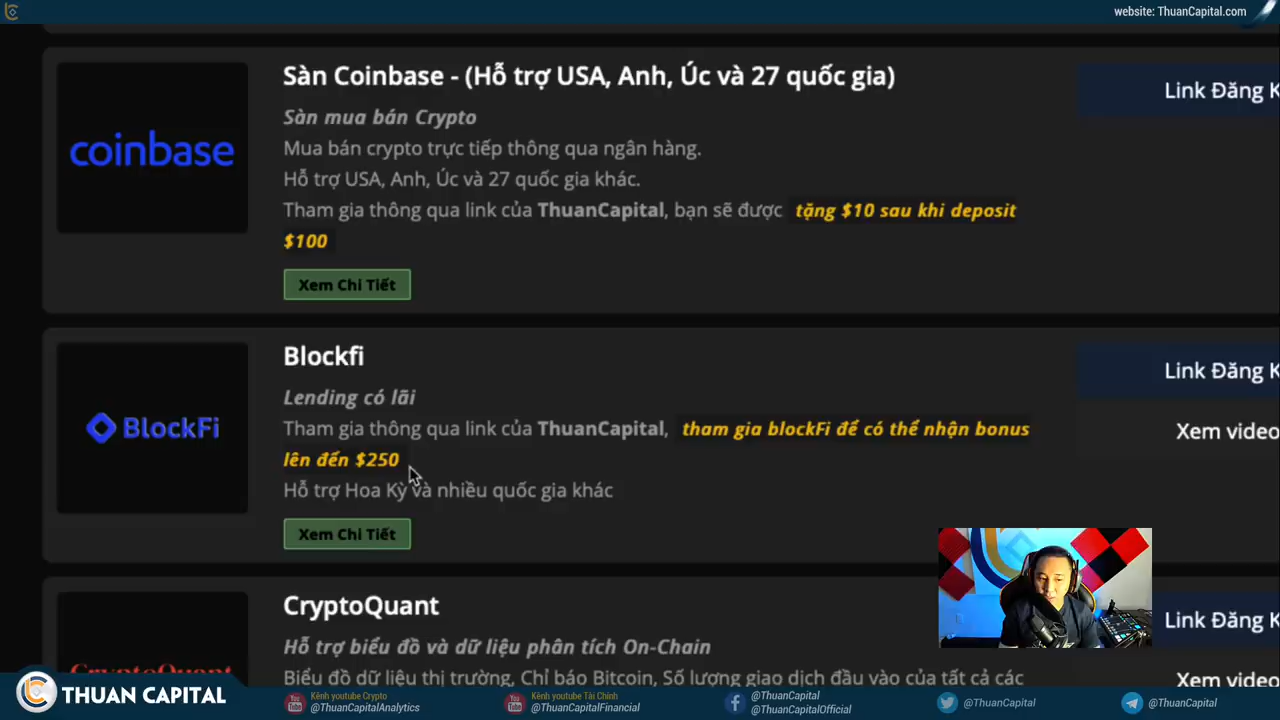 website: ThuanCapital.com
Sàn Coinbase - (Hỗ trợ USA, Anh, Úc và 27 quốc gia)
Link Đăng K
Sàn mua bán Crypto
coinbase
Mua bán crypto trực tiếp thông qua ngân hàng.
Hỗ trợ USA, Anh, Úc và 27 quốc gia khác.
Tham gia thông qua link của ThuanCapital, bạn sẽ được tặng $10 sau khi deposit
$100
Xem Chi Tiết
Blockfi
Link Đăng K
Lending có lãi
BlockFi
Tham gia thông qua link của ThuanCapital, tham gia blockFi để có thể nhận bonus
lên đến $250
Xem video
Hỗ trợ Hoa Kỳ và nhiều quốc gia khác
Xem Chi Tiết
CryptoQuant
Link Đăng K
Hỗ trợ biểu đồ và dữ liệu phân tích On-Chain
CryptoQuant
Biểu đồ dữ liệu thị trường, Chỉ báo Bitcoin, Số lượng giao dịch đầu vào của tất cả các
Xem video
THUAN CAPITAL
Kênh youtube Crypto
@ThuanCapitalAnalytics
Kênh youtube Tài Chính
@ThuanCapitalFinancial
@ThuanCapital
@ThuanCapitalOfficial
@ThuanCapital
@ThuanCapital